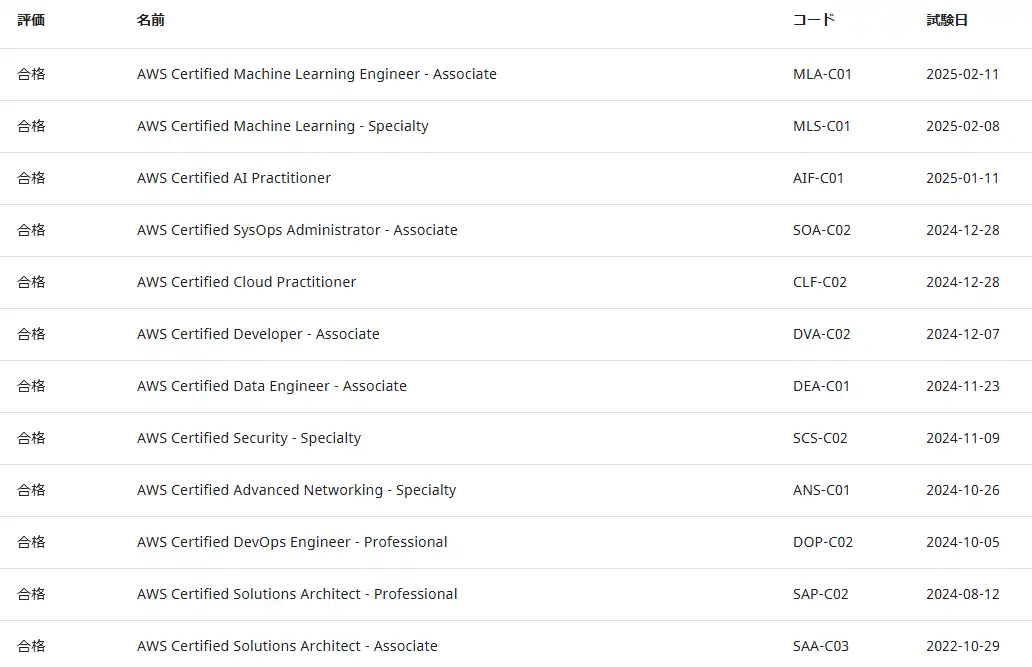 評価 名前 コード 試験日
合格 AWS Certified Machine Learning Engineer - Associate MLA-C01 2025-02-11
合格 AWS Certified Machine Learning - Specialty MLS-C01 2025-02-08
合格 AWS Certified AI Practitioner AIF-C01 2025-01-11
合格 AWS Certified SysOps Administrator - Associate SOA-C02 2024-12-28
合格 AWS Certified Cloud Practitioner CLF-C02 2024-12-28
合格 AWS Certified Developer - Associate DVA-C02 2024-12-07
合格 AWS Certified Data Engineer - Associate DEA-C01 2024-11-23
合格 AWS Certified Security - Specialty SCS-C02 2024-11-09
合格 AWS Certified Advanced Networking - Specialty ANS-C01 2024-10-26
合格 AWS Certified DevOps Engineer - Professional DOP-C02 2024-10-05
合格 AWS Certified Solutions Architect - Professional SAP-C02 2024-08-12
合格 AWS Certified Solutions Architect - Associate SAA-C03 2022-10-29